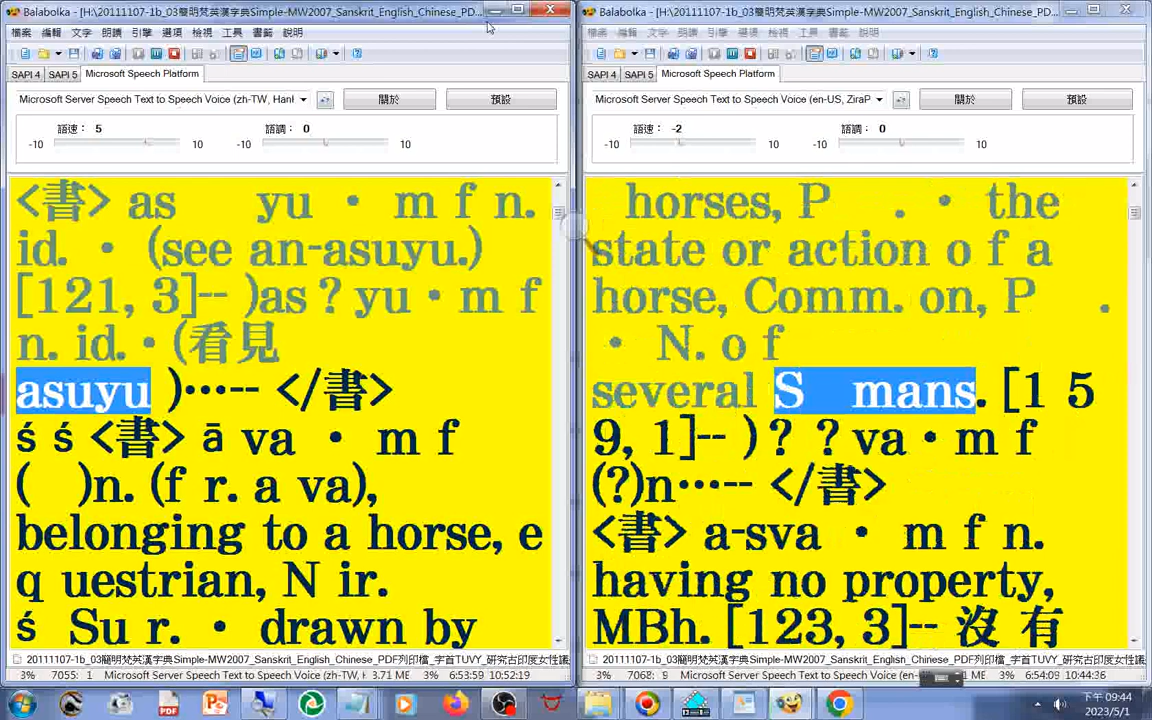 Balabolka - [H:\20111107-1b_03簡明梵英漢字典Simple-MW2007_Sanskrit_English_Chinese_PD...
檔案 編輯 文字 朗讀 引擎 選項 檢視 工具 書籤 說明
SAPI 4 SAPI 5 Microsoft Speech Platform
Microsoft Server Speech Text to Speech Voice (zh-TW, Hanl
關於 預設
語速： 5 語調： 0
-10 10 -10 10
<書> as yu • m f n.
id. • (see an-asuyu.)
[121, 3]-- )as ? yu • m f
n. id. • (看見
asuyu )⋯-- </書>
ś ś <書> ā va • m f
( )n. (f r. a va),
belonging to a horse, e
q uestrian, N ir.
ś Su r. • drawn by
20111107-1b_03簡明梵英漢字典Simple-MW2007_Sanskrit_English_Chinese_PDF列印檔_字首TUVY_研究古印度女性議
3% 7055: 1 Microsoft Server Speech Text to Speech Voice (zh-TW, H 3.71 ME 3% 6:53:59 10:52:19
Balabolka - [H:\20111107-1b_03簡明梵英漢字典Simple-MW2007_Sanskrit_English_Chinese_PD...
檔案 編輯 文字 朗讀 引擎 選項 檢視 工具 書籤 說明
SAPI 4 SAPI 5 Microsoft Speech Platform
Microsoft Server Speech Text to Speech Voice (en-US, ZiraP
關於 預設
語速： -2 語調： 0
-10 10 -10 10
horses, P . • the
state or action o f a
horse, Comm. on, P .
• N. o f
several S mans. [1 5
9, 1]-- ) ? ? va • m f
(?)n⋯-- </書>
<書> a-sva • m f n.
having no property,
MBh. [123, 3]-- 沒 有
20111107-1b_03簡明梵英漢字典Simple-MW2007_Sanskrit_English_Chinese_PDF列印檔_字首TUVY_研究古印度女性議
3% 7068: 9 Microsoft Server Speech Text to Speech Voice (en-us 3% 6:54:09 10:44:36
下午 09:44
2023/5/1